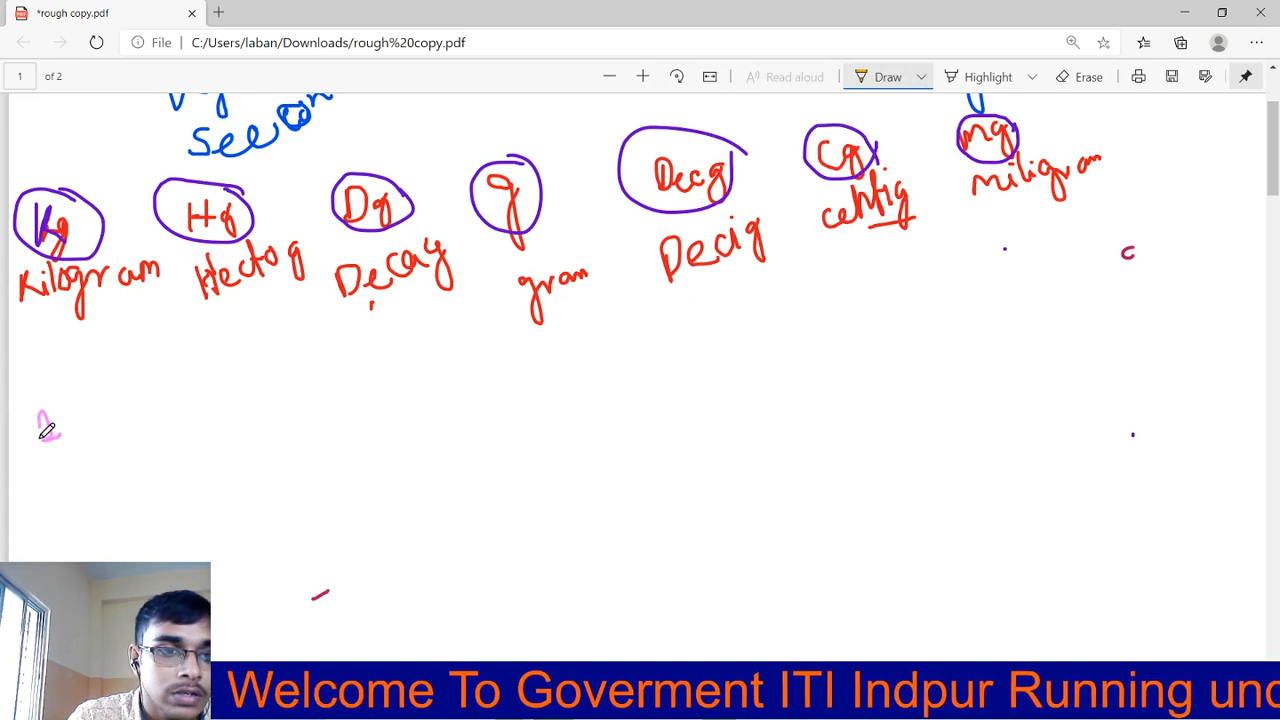 *rough copy.pdf
File C:/Users/laban/Downloads/rough%20copy.pdf
1 of 2 Read aloud Draw Highlight Erase
See
Kg Hg Dg g Decg Cg mg
Kilogram Hectog Decag gram Decig centig miligram
1
Welcome To Goverment ITI Indpur Running und